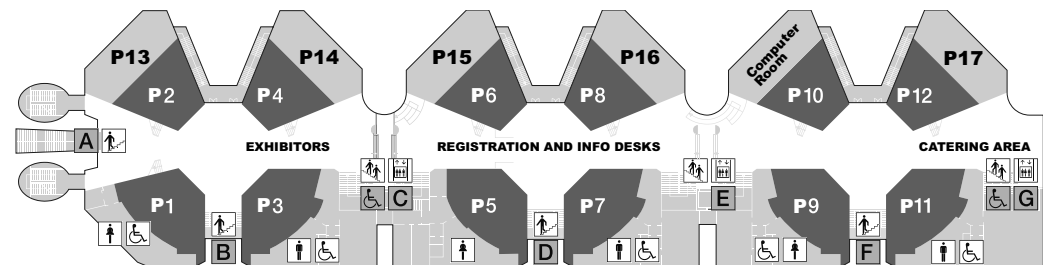 P13
P14
P15
P16
Computer
Room
P17
P2
P4
P6
P8
P10
P12
A
EXHIBITORS
REGISTRATION AND INFO DESKS
CATERING AREA
C
E
G
P1
P3
P5
P7
P9
P11
B
D
F